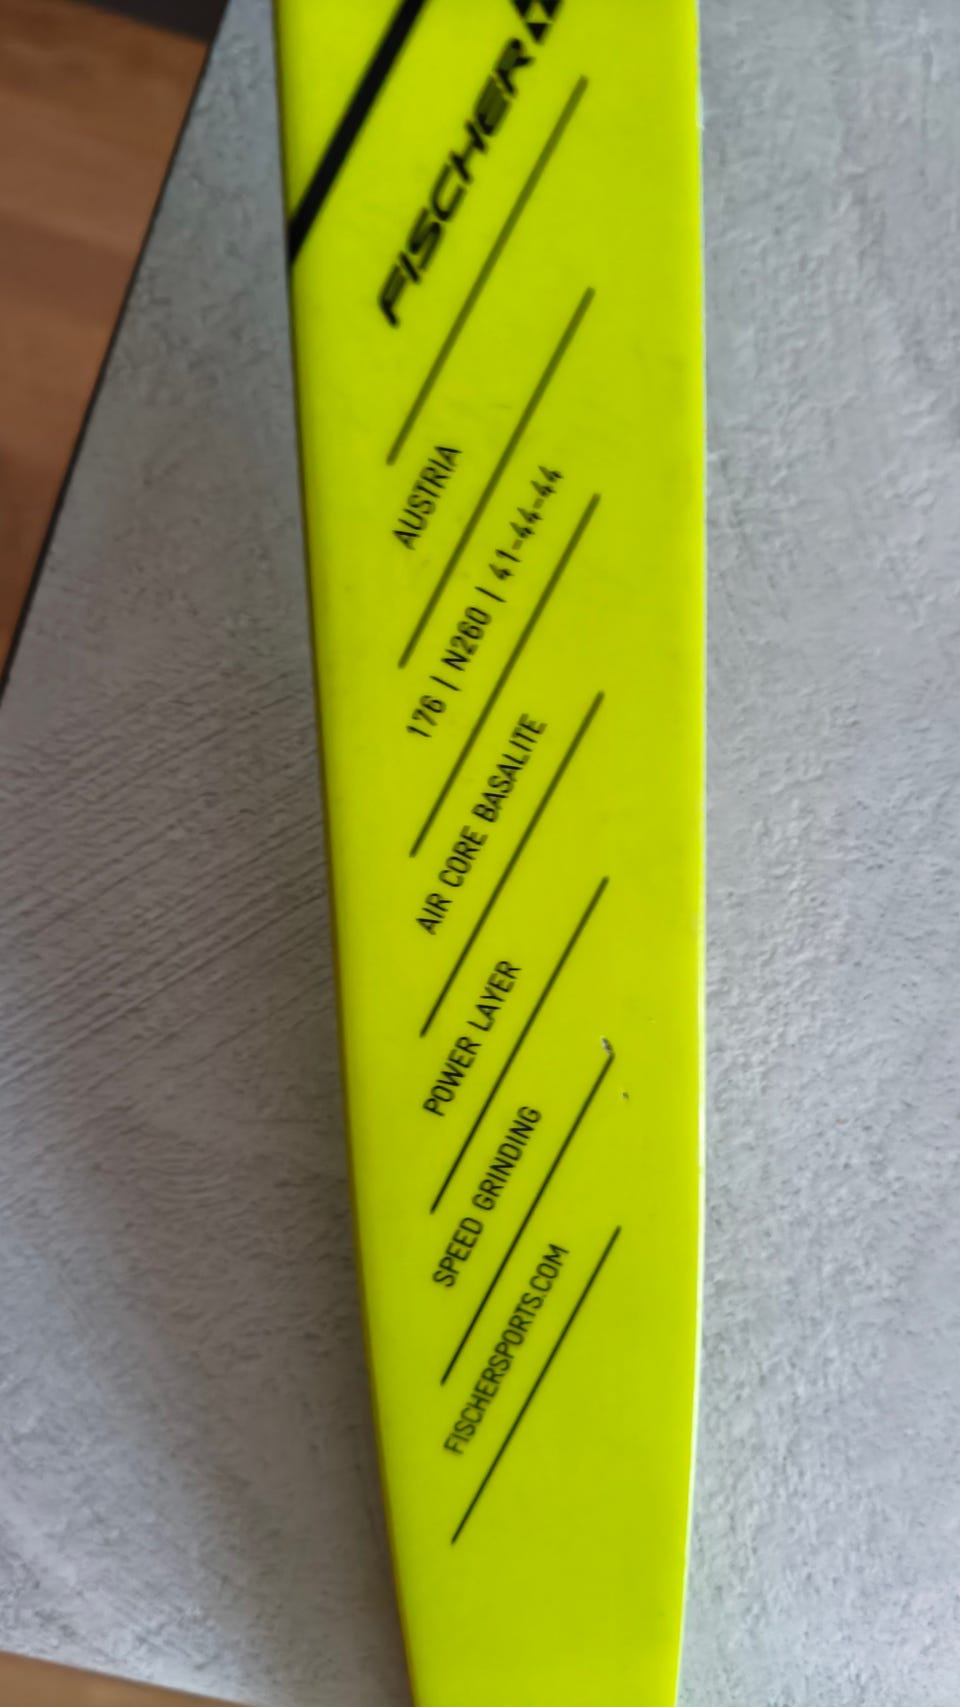 FISCHER
AUSTRIA
176 | N260 | 41-44-44
AIR CORE BASALITE
POWER LAYER
SPEED GRINDING
FISCHERSPORTS.COM